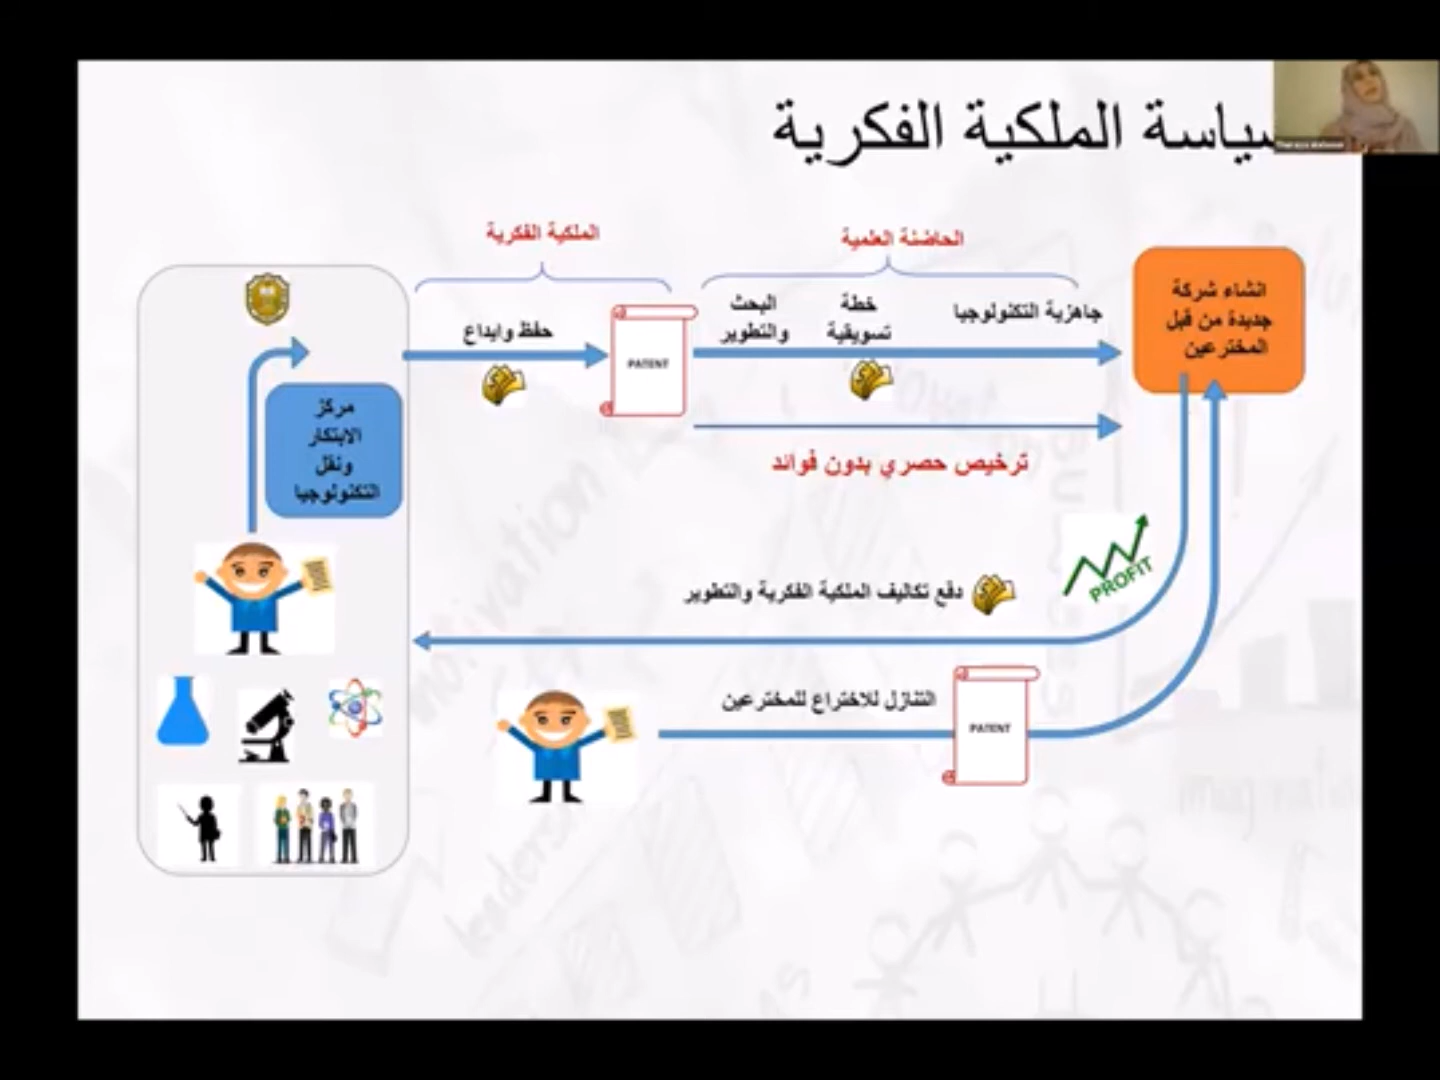 سياسة الملكية الفكرية
الملكية الفكرية
الحاضنة العلمية
انشاء شركة
جديدة من قبل
المخترعين
حفظ وايداع
PATENT
البحث
والتطوير
خطة
تسويقية
جاهزية التكنولوجيا
ترخيص حصري بدون فوائد
مركز
الابتكار
ونقل
التكنولوجيا
PROFIT
دفع تكاليف الملكية الفكرية والتطوير
التنازل للاختراع للمخترعين
PATENT